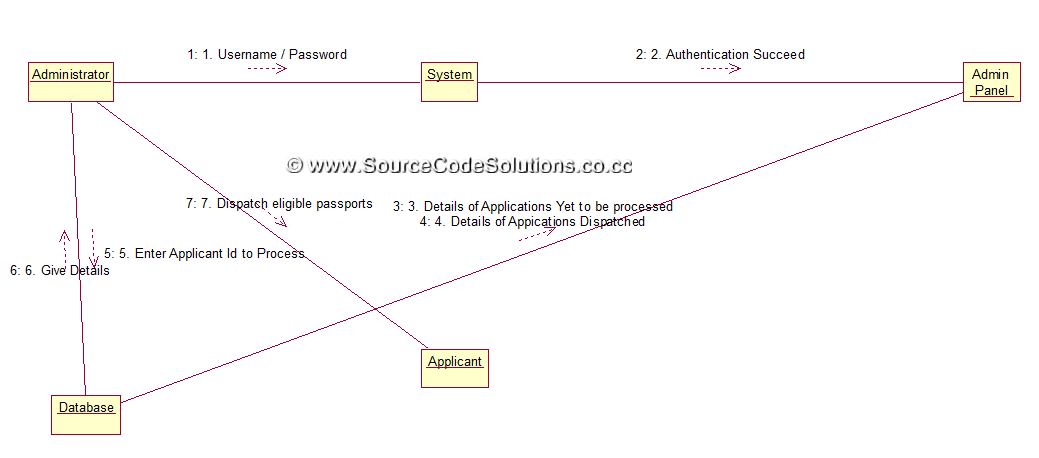 1: 1. Username / Password
2: 2. Authentication Succeed
Administrator
System
Admin
Panel
© www.SourceCodeSolutions.co.cc
7: 7. Dispatch eligible passports
3: 3. Details of Applications Yet to be processed
4: 4. Details of Appications Dispatched
5: 5. Enter Applicant Id to Process
6: 6. Give Details
Applicant
Database